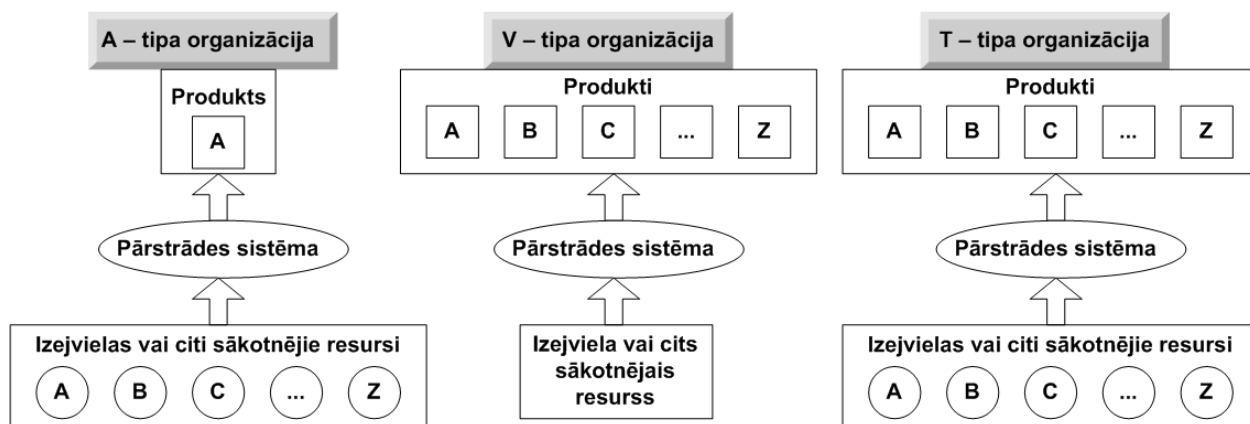 A – tipa organizācija
Produkts
A
Pārstrādes sistēma
Izejvielas vai citi sākotnējie resursi
A B C ... Z
V – tipa organizācija
Produkti
A B C ... Z
Pārstrādes sistēma
Izejviela vai cits
sākotnējais
resurss
T – tipa organizācija
Produkti
A B C ... Z
Pārstrādes sistēma
Izejvielas vai citi sākotnējie resursi
A B C ... Z